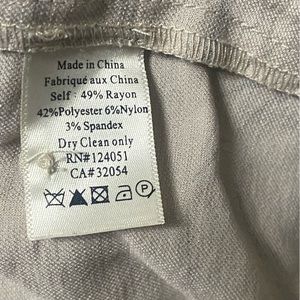 Made in China
Fabriqué aux China
Self : 49% Rayon
42%Polyester 6%Nylon
3% Spandex
Dry Clean only
RN#124051
CA#32054
P